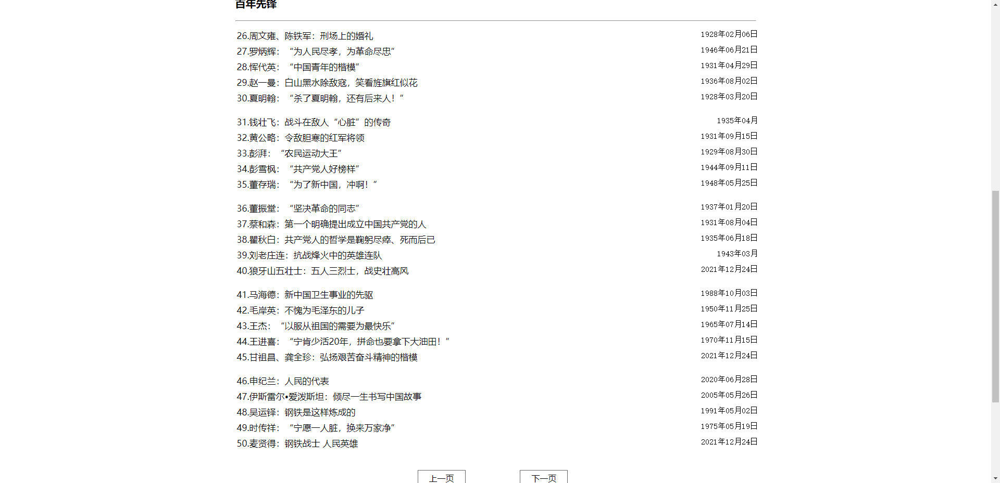 百年先锋
26.周文雍、陈铁军：刑场上的婚礼 1928年02月06日
27.罗炳辉：“为人民尽孝，为革命尽忠” 1946年06月21日
28.恽代英：“中国青年的楷模” 1931年04月29日
29.赵一曼：白山黑水除敌寇，笑看旌旗红似花 1936年08月02日
30.夏明翰：“杀了夏明翰，还有后来人！” 1928年03月20日
31.钱壮飞：战斗在敌人“心脏”的传奇 1935年04月
32.黄公略：令敌胆寒的红军将领 1931年09月15日
33.彭湃：“农民运动大王” 1929年08月30日
34.彭雪枫：“共产党人好榜样” 1944年09月11日
35.董存瑞：“为了新中国，冲啊！” 1948年05月25日
36.董振堂：“坚决革命的同志” 1937年01月20日
37.蔡和森：第一个明确提出成立中国共产党的人 1931年08月04日
38.瞿秋白：共产党人的哲学是鞠躬尽瘁、死而后已 1935年06月18日
39.刘老庄连：抗战烽火中的英雄连队 1943年03月
40.狼牙山五壮士：五人三烈士，战史壮高风 2021年12月24日
41.马海德：新中国卫生事业的先驱 1988年10月03日
42.毛岸英：不愧为毛泽东的儿子 1950年11月25日
43.王杰：“以服从祖国的需要为最快乐” 1965年07月14日
44.王进喜：“宁肯少活20年，拼命也要拿下大油田！” 1970年11月15日
45.甘祖昌、龚全珍：弘扬艰苦奋斗精神的楷模 2021年12月24日
46.申纪兰：人民的代表 2020年06月28日
47.伊斯雷尔•爱泼斯坦：倾尽一生书写中国故事 2005年05月26日
48.吴运铎：钢铁是这样炼成的 1991年05月02日
49.时传祥：“宁愿一人脏，换来万家净” 1975年05月19日
50.麦贤得：钢铁战士 人民英雄 2021年12月24日
上一页 下一页